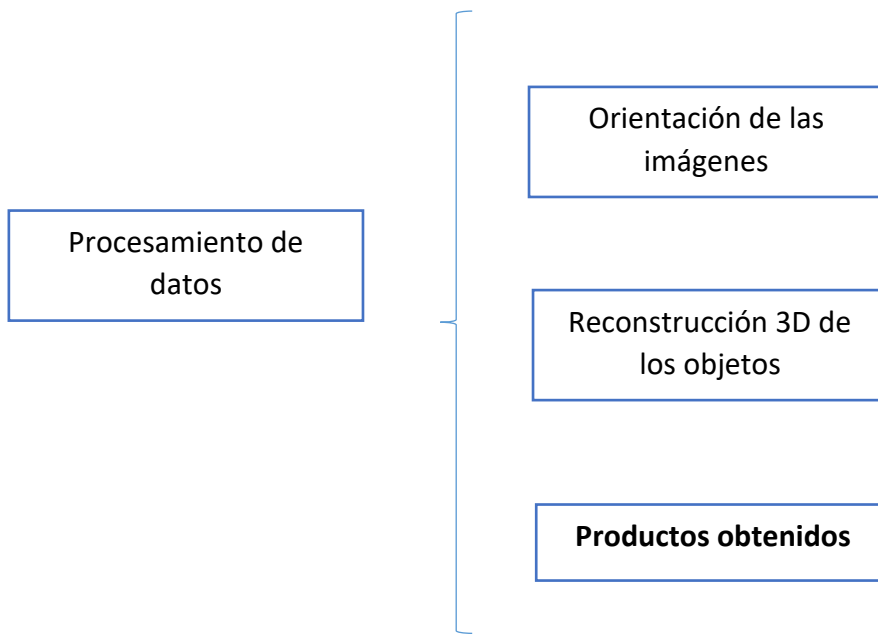 Procesamiento de
datos
Orientación de las
imágenes
Reconstrucción 3D de
los objetos
Productos obtenidos